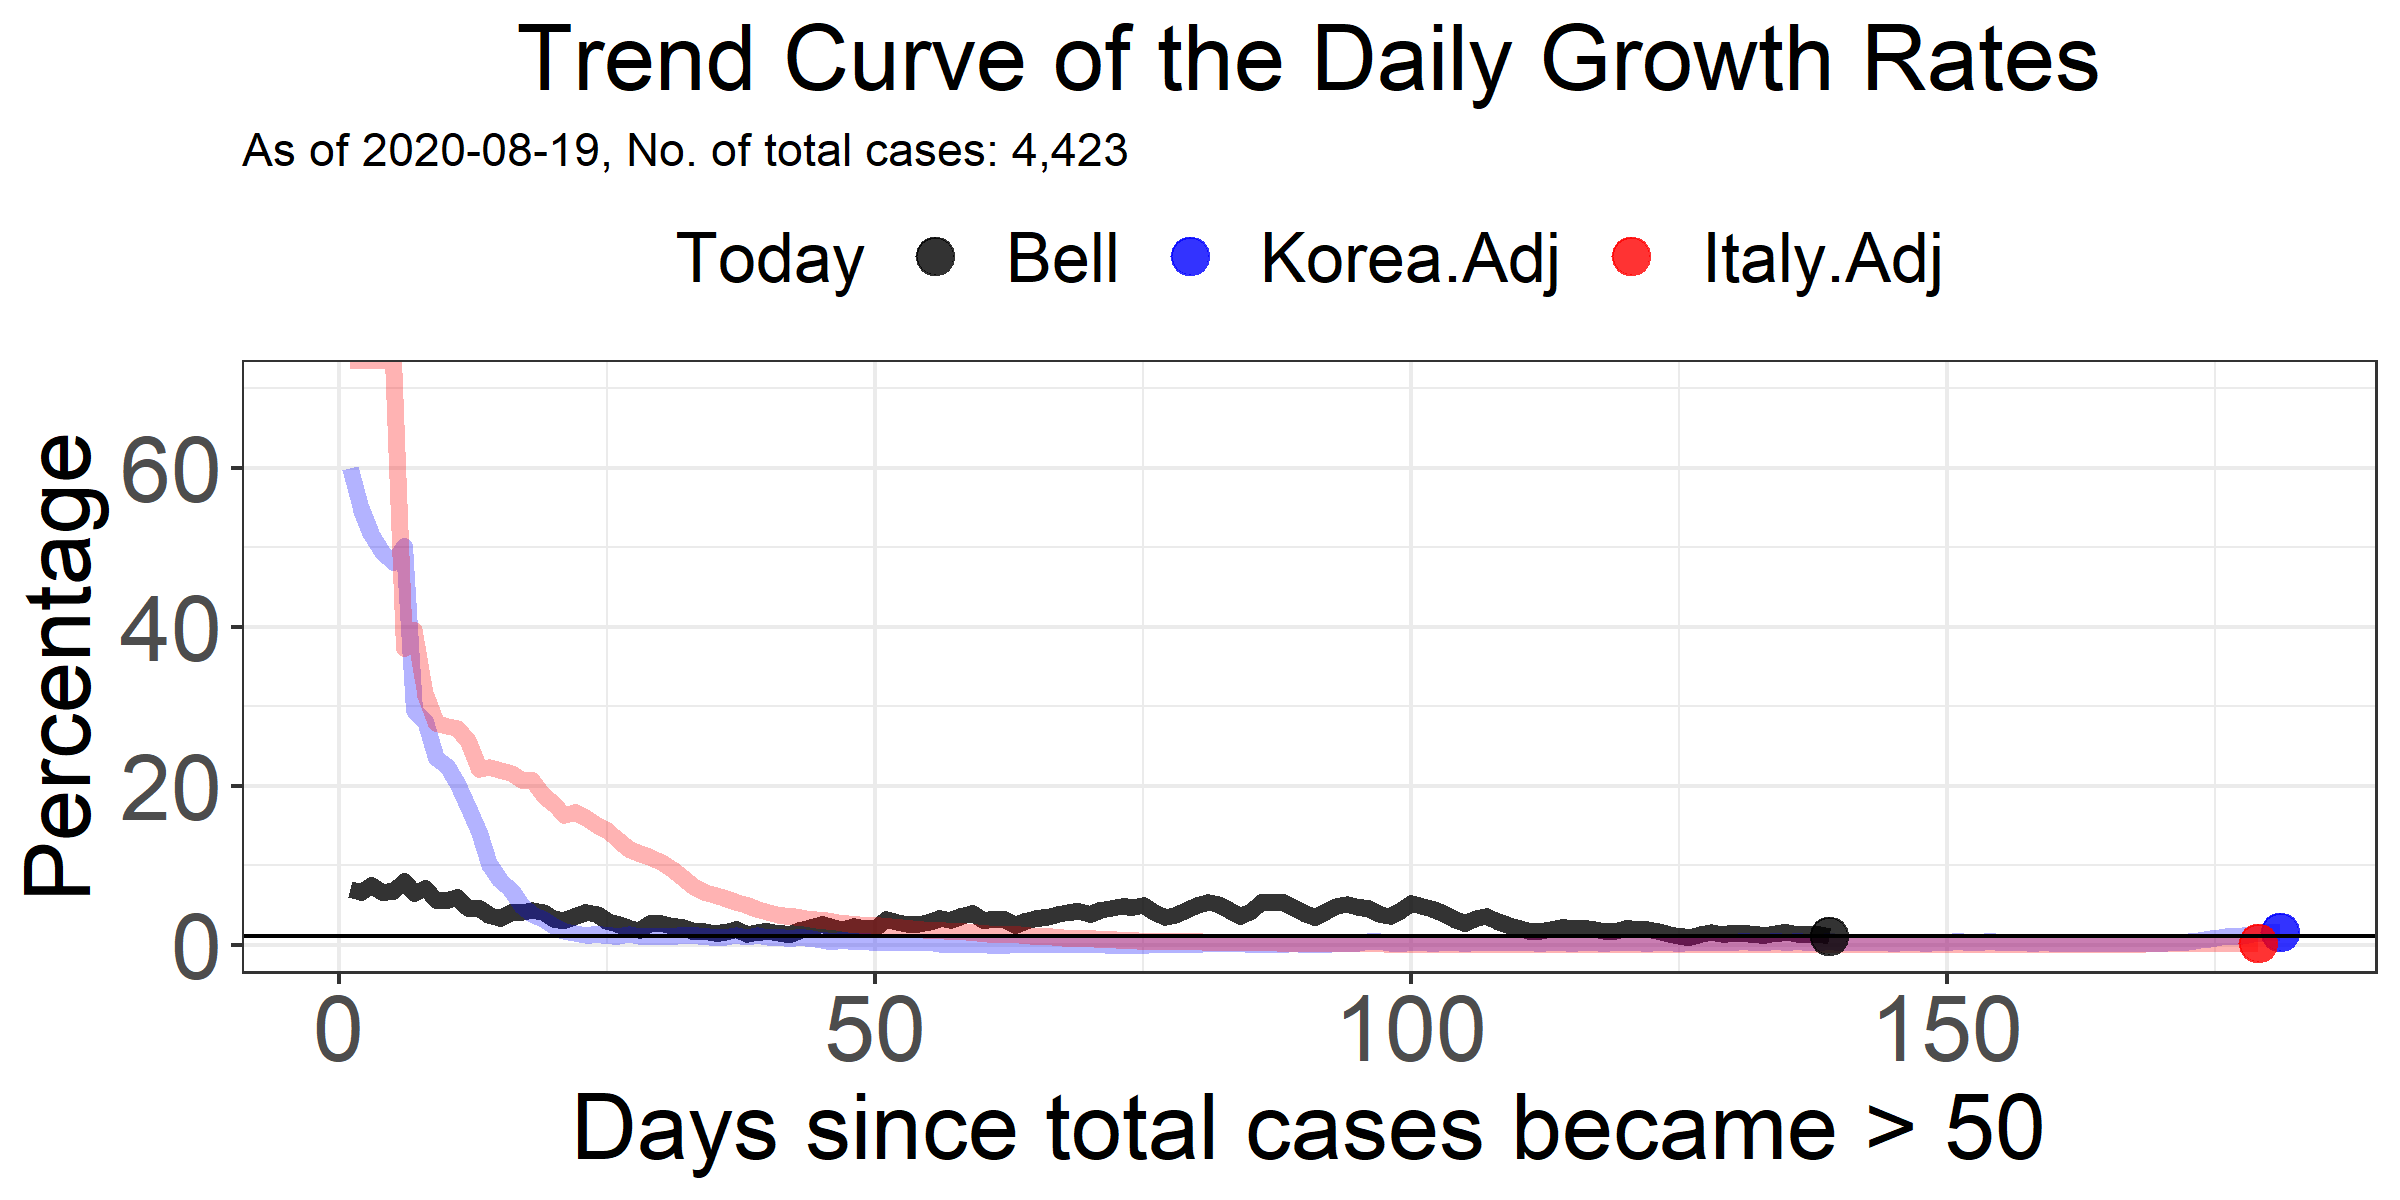 Trend Curve of the Daily Growth Rates
As of 2020-08-19, No. of total cases: 4,423
Today Bell Korea.Adj Italy.Adj
Percentage
60
40
20
0
0 50 100 150
Days since total cases became > 50